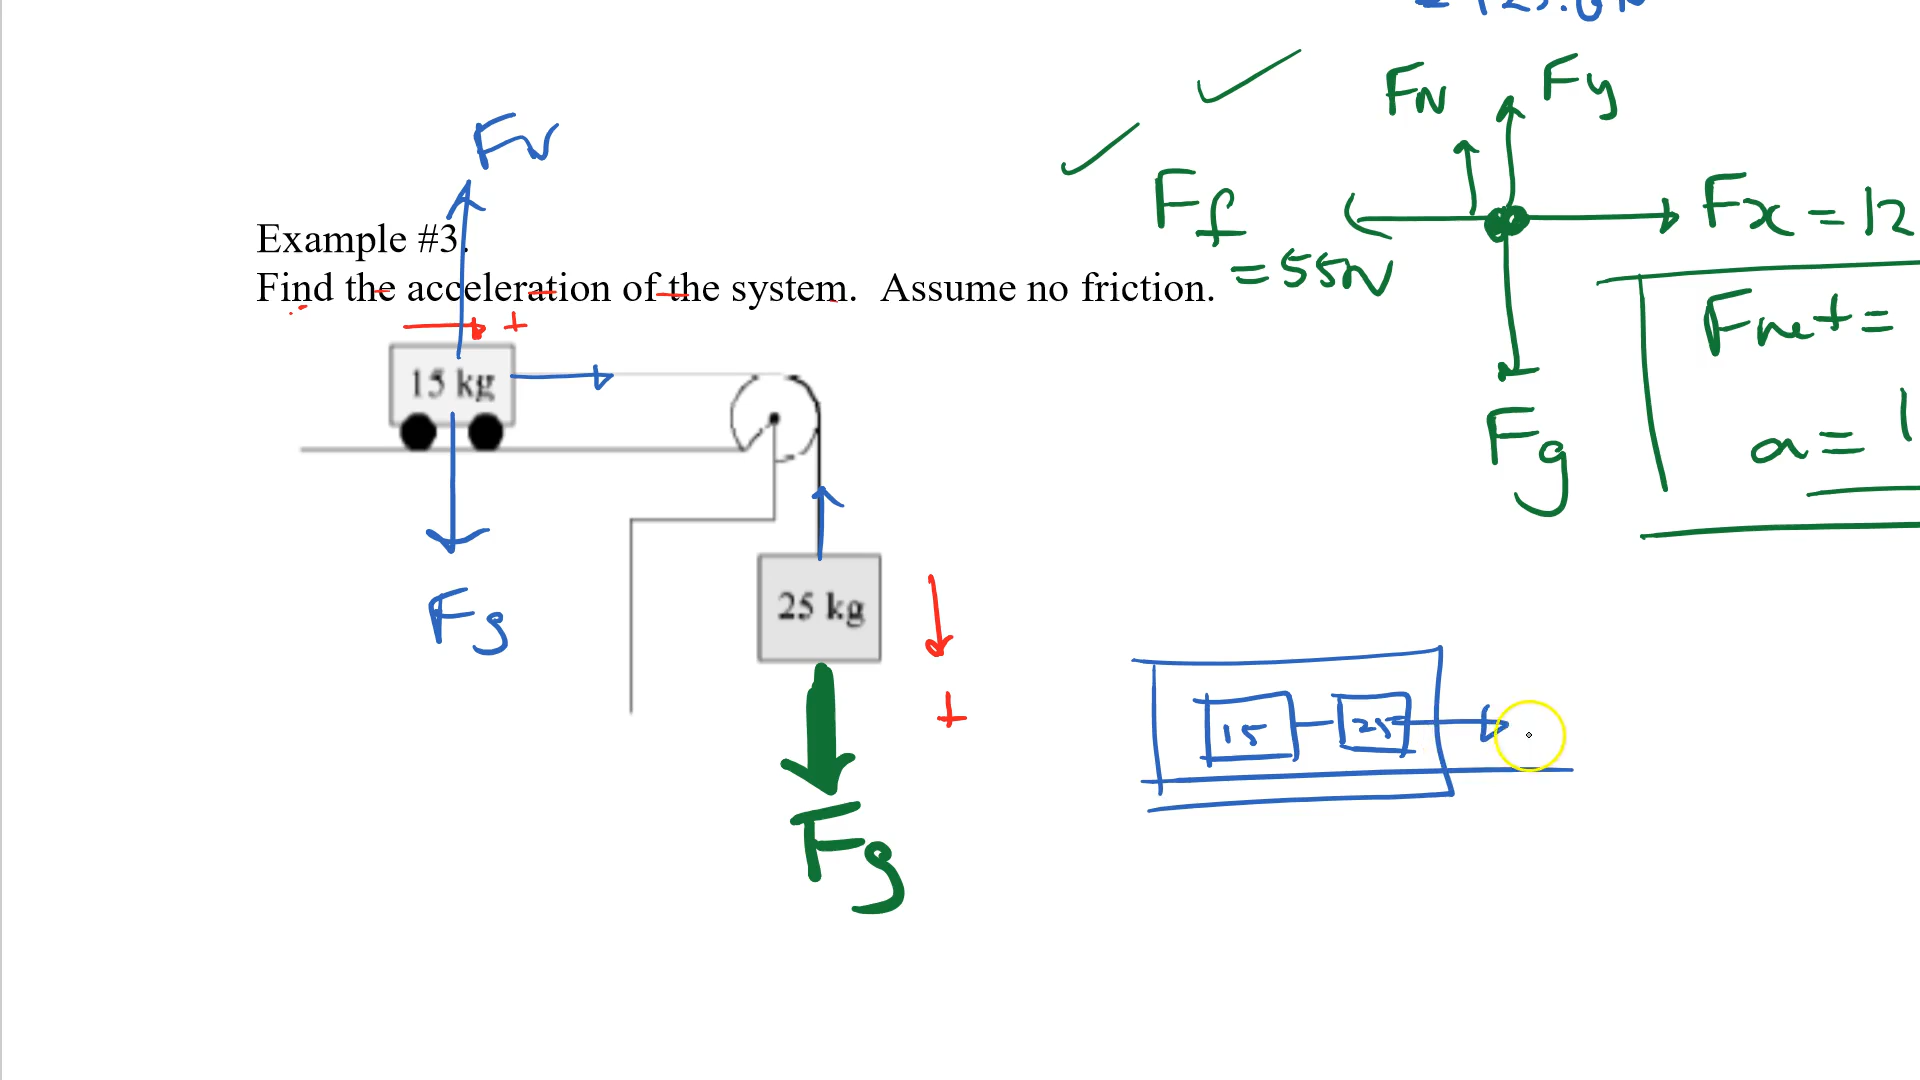 FN Fy
FN
Ff
= 55N
Fx = 12
Example #3.
Find the acceleration of the system. Assume no friction.
+
Fnet =
15 kg
a =
Fg
25 kg
Fg
+
15 25
Fg